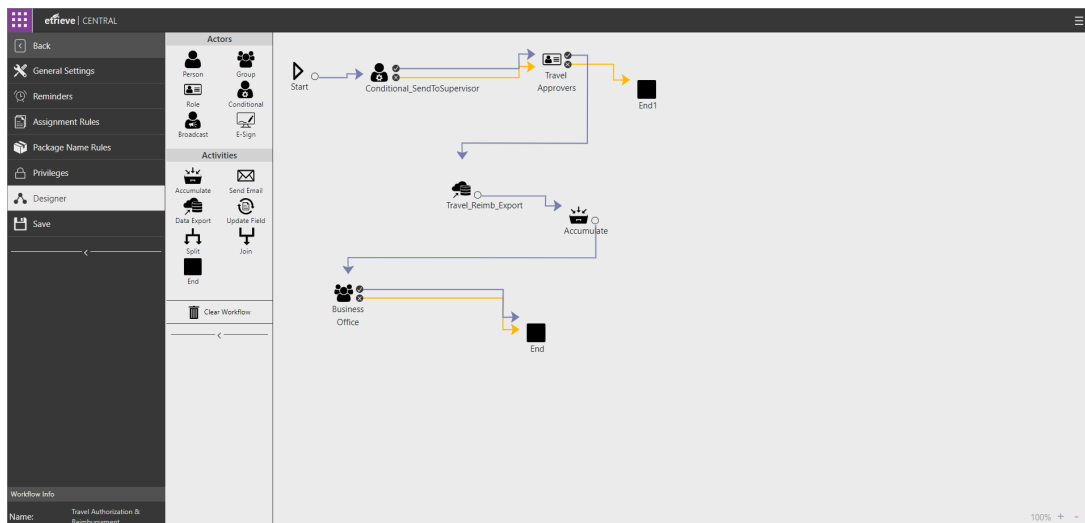 etrieve | CENTRAL
Back
General Settings
Reminders
Assignment Rules
Package Name Rules
Privileges
Designer
Save
Workflow Info
Name:
Travel Authorization &
Reimbursement
Actors
Person
Group
Role
Conditional
Broadcast
E-Sign
Activities
Accumulate
Send Email
Data Export
Update Field
Split
Join
End
Clear Workflow
Start
Conditional_SendToSupervisor
Travel
Approvers
End1
Travel_Reimb_Export
Accumulate
Business
Office
End
100% + -